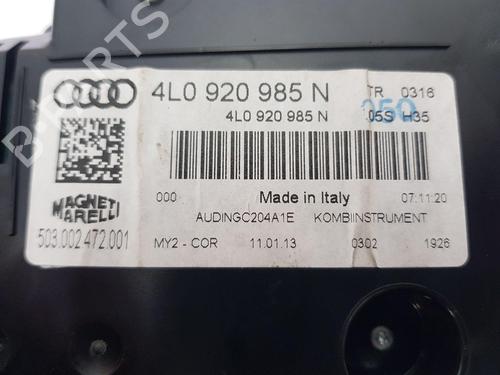 4L0 920 985 N TR 0316
4L0 920 985 N 05S H35
050
000 Made in Italy 07:11:20
MAGNETI MARELLI
AUDINGC204A1E KOMBIINSTRUMENT
503.002 472.001 MY2 - COR 11.01.13 0302 1926